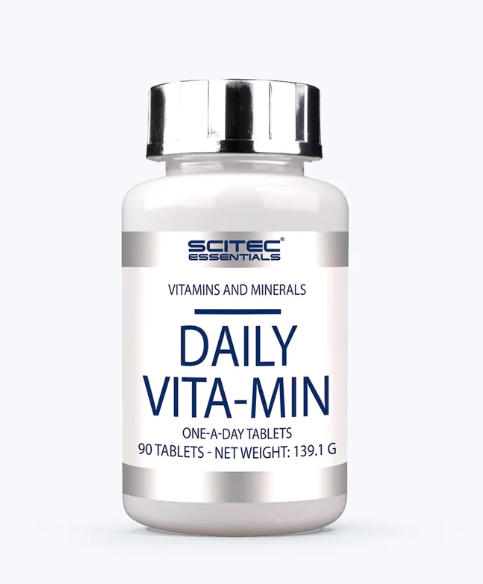 SCITEC®
ESSENTIALS
VITAMINS AND MINERALS
DAILY
VITA-MIN
ONE-A-DAY TABLETS
90 TABLETS - NET WEIGHT: 139.1 G